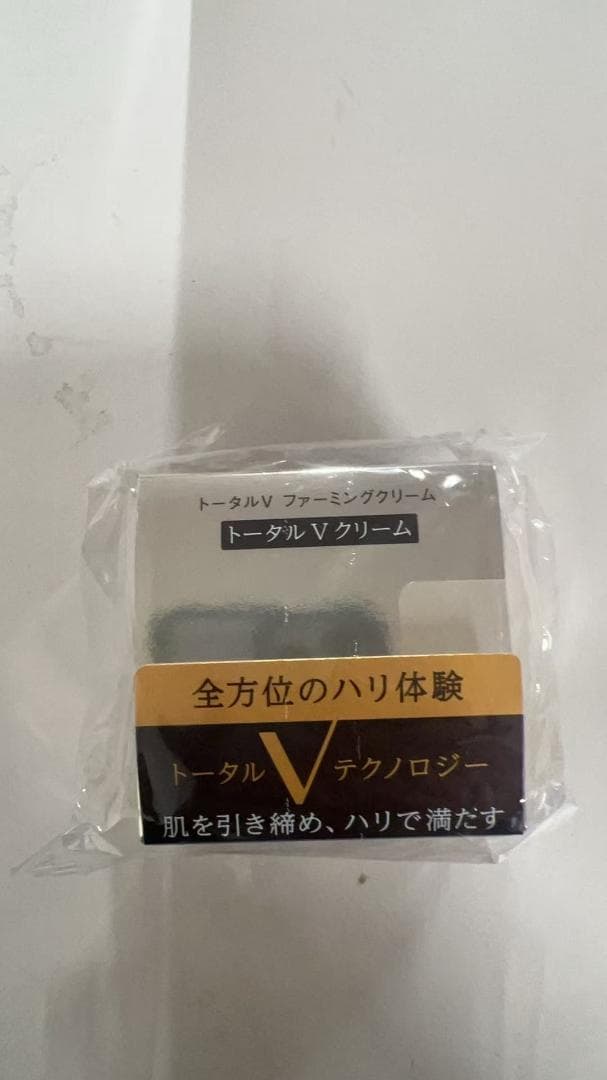 トータルV ファーミングクリーム
トータル V クリーム
全方位のハリ体験
トータル V テクノロジー
肌を引き締め、ハリで満たす